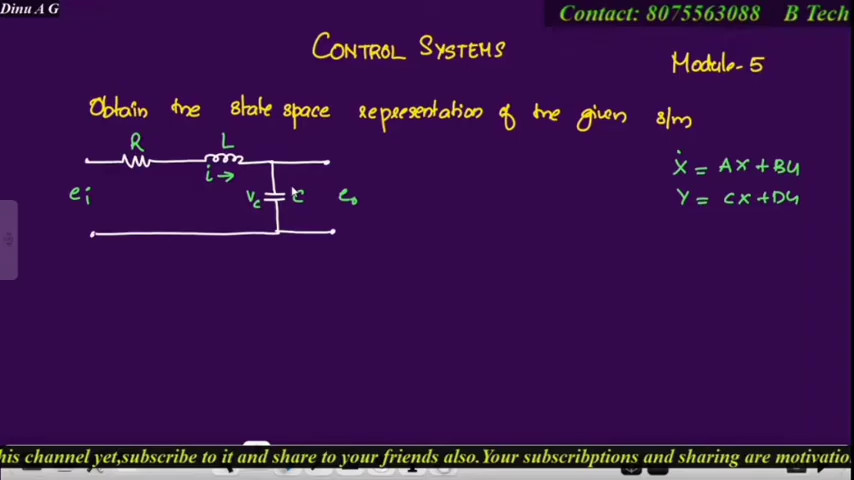 Dinu A G
Contact: 8075563088 B Tech
CONTROL SYSTEMS
Module-5
Obtain the state space representation of the given s/m
R
L
i →
ei
Vc
C
eo
Ẋ = AX + BU
Y = CX + DU
his channel yet,subscribe to it and share to your friends also.Your subscribptions and sharing are motivatio